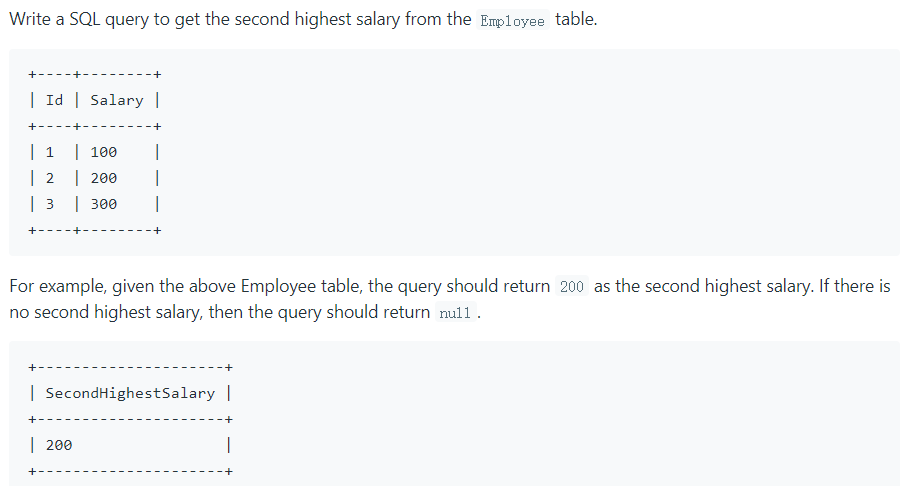 Write a SQL query to get the second highest salary from the Employee table.
+----+--------+
| Id | Salary |
+----+--------+
| 1  | 100    |
| 2  | 200    |
| 3  | 300    |
+----+--------+
For example, given the above Employee table, the query should return 200 as the second highest salary. If there is
no second highest salary, then the query should return null .
+---------------------+
| SecondHighestSalary |
+---------------------+
| 200                 |
+---------------------+